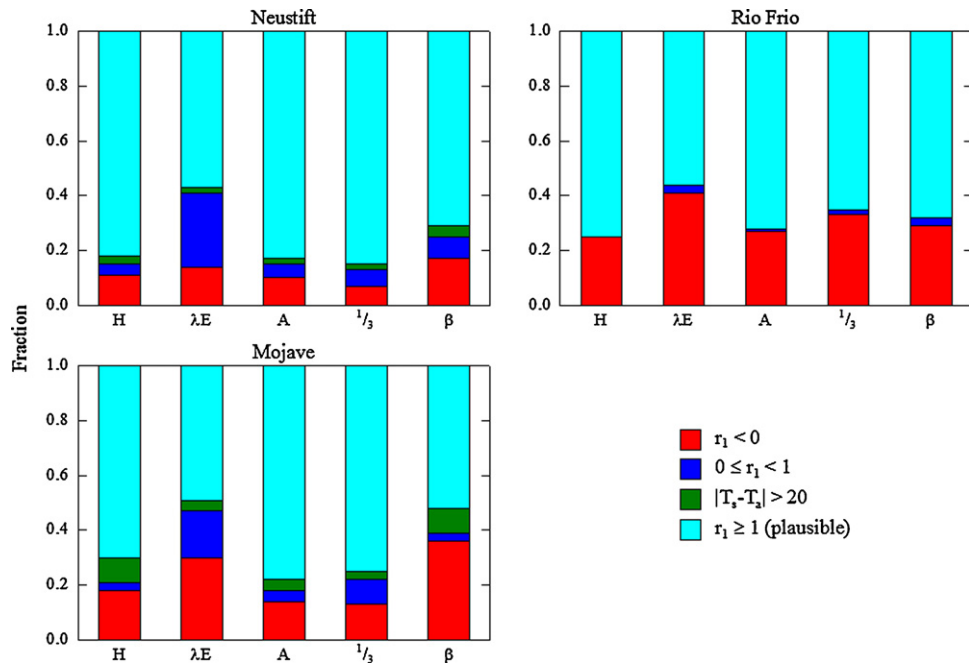 Neustift
1.0
0.8
0.6
0.4
0.2
0.0
H λE A 1/3 β
Rio Frio
1.0
0.8
0.6
0.4
0.2
0.0
H λE A 1/3 β
Fraction
Mojave
1.0
0.8
0.6
0.4
0.2
0.0
H λE A 1/3 β
r₁ < 0
0 ≤ r₁ < 1
|Tₛ-Tₐ| > 20
r₁ ≥ 1 (plausible)